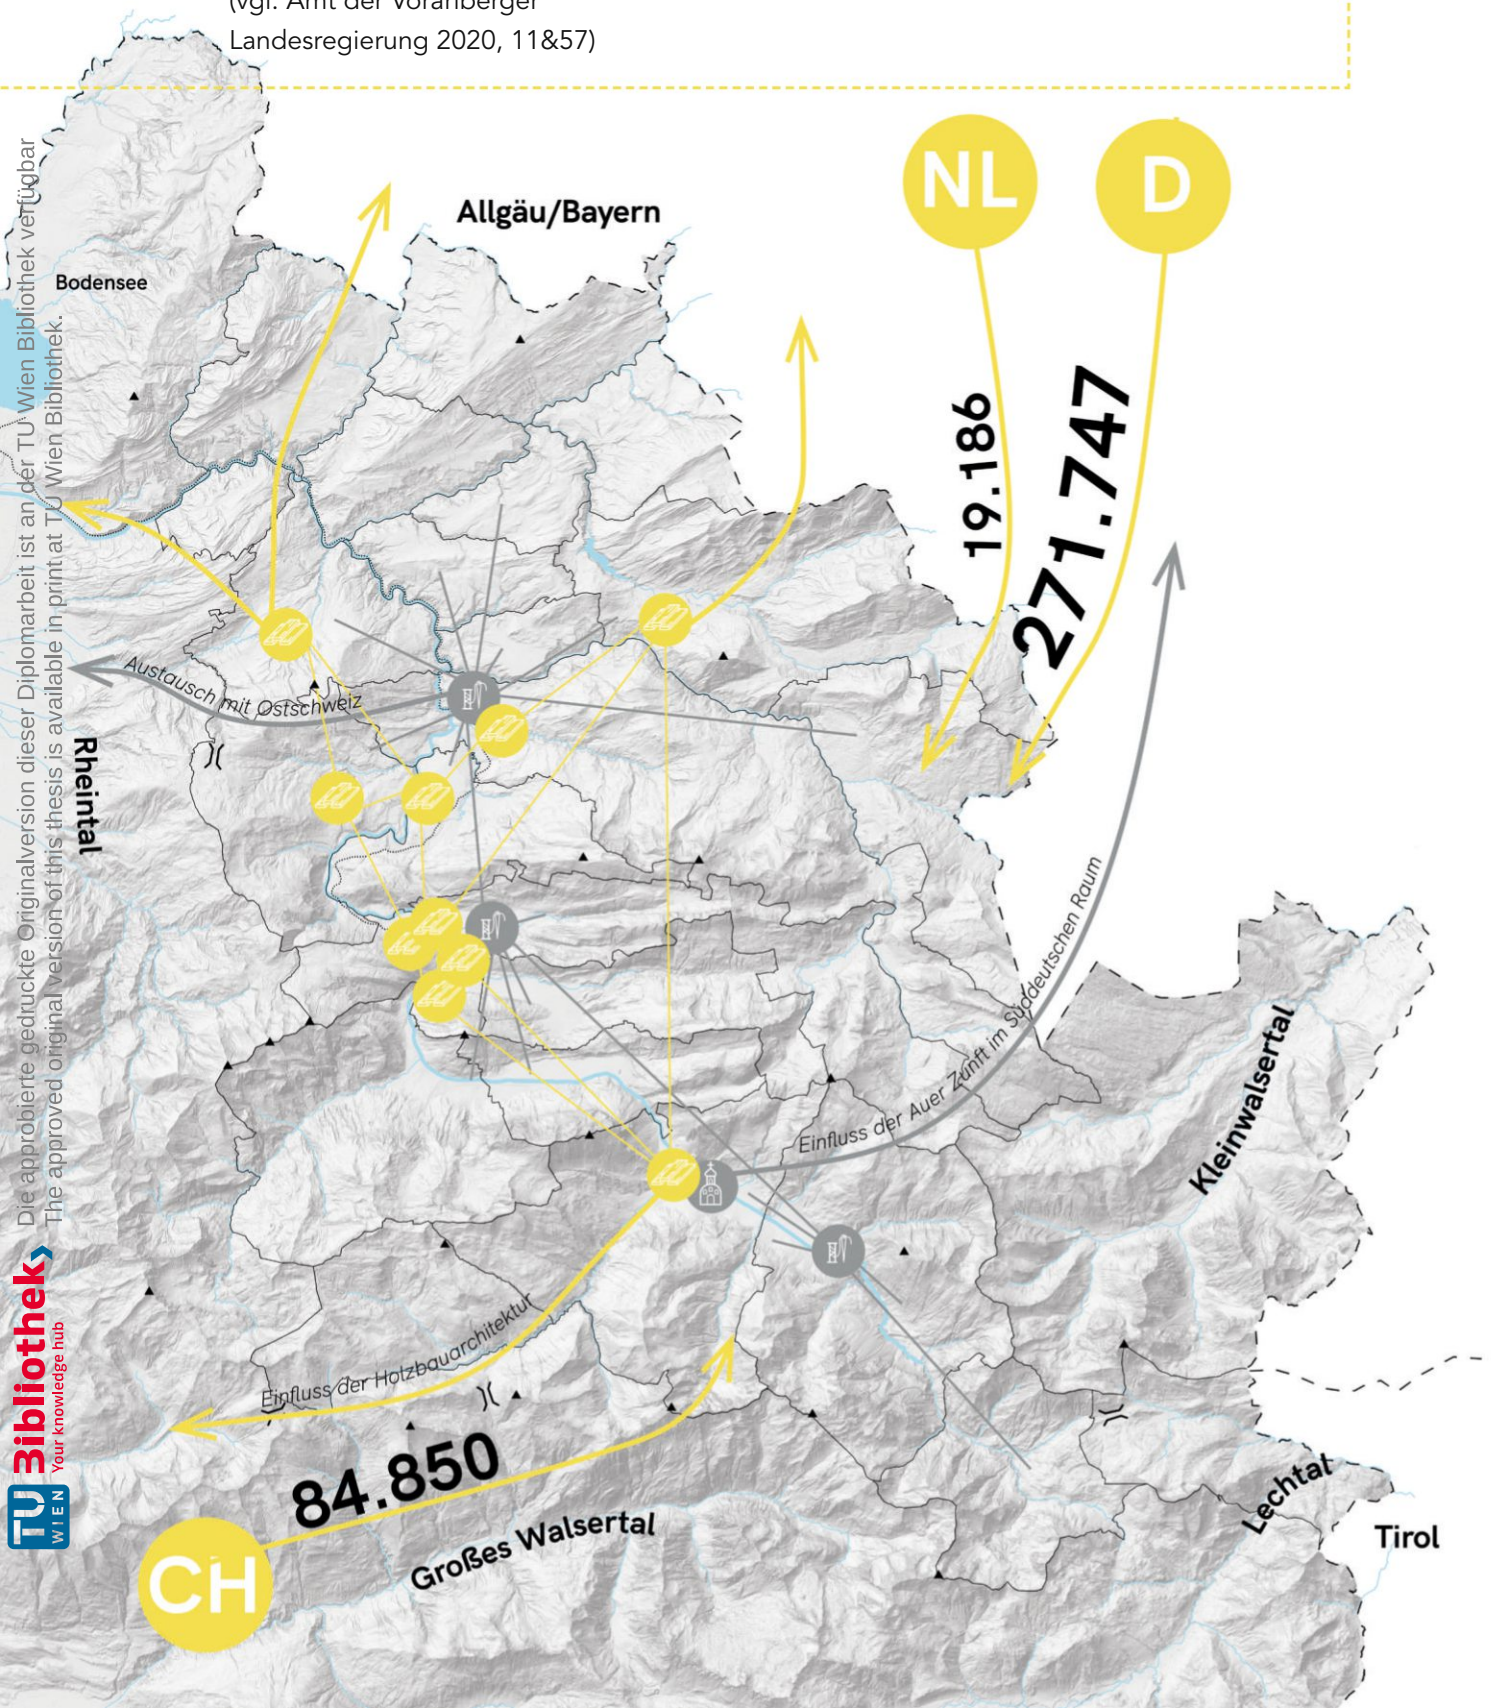 (vgl. Amt der Vorarlberger
Landesregierung 2020, 11&57)
NL
D
Allgäu/Bayern
Bodensee
19.186
271.747
Austausch mit Ostschweiz
Rheintal
Einfluss der Auer Zunft im Süddeutschen Raum
Kleinwalsertal
Einfluss der Holzbauarchitektur
84.850
CH
Großes Walsertal
Lechtal
Tirol
Die approbierte gedruckte Originalversion dieser Diplomarbeit ist an der TU Wien Bibliothek verfügbar
The approved original version of this thesis is available in print at TU Wien Bibliothek.
TU WIEN Bibliothek
Your knowledge hub